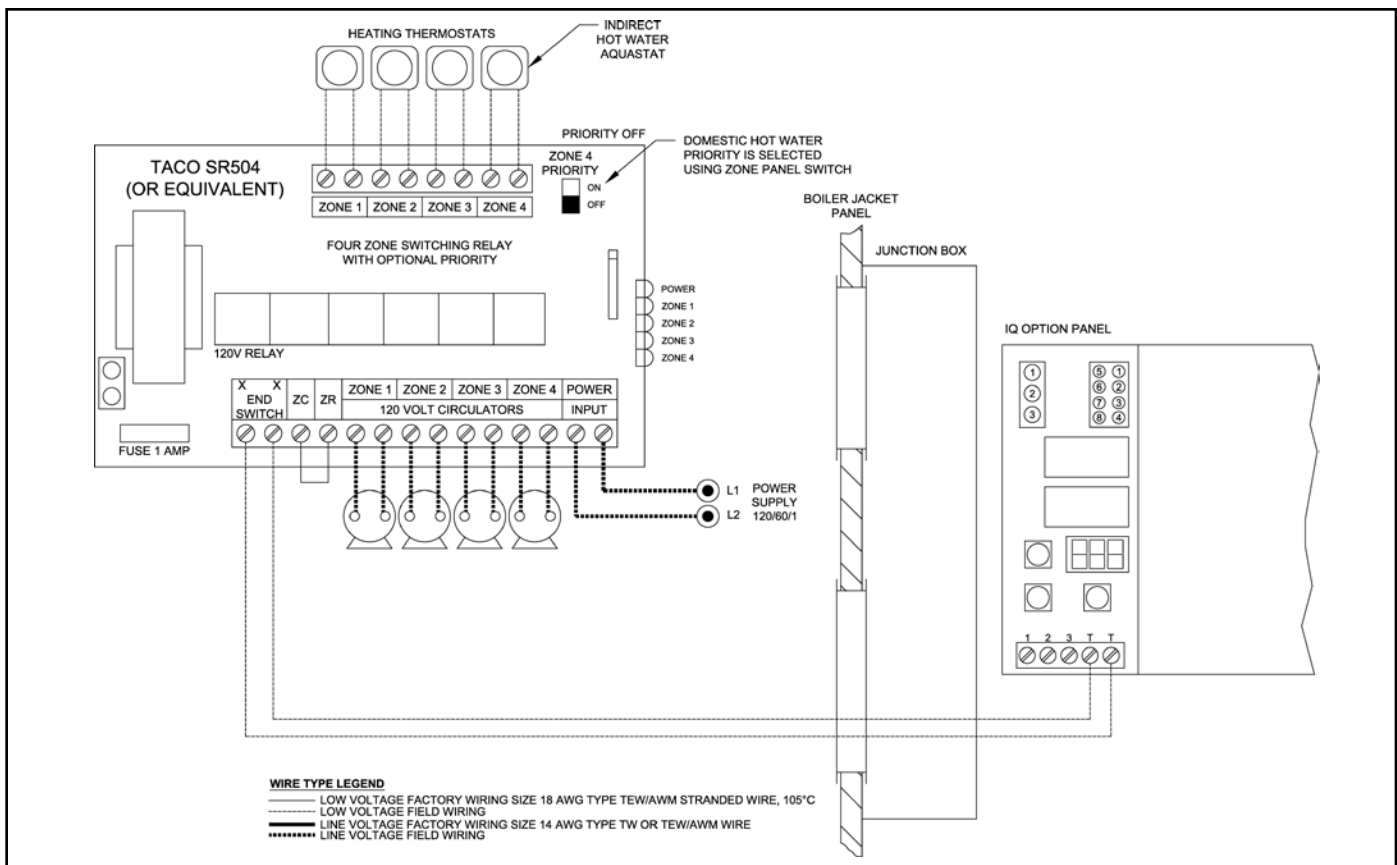 HEATING THERMOSTATS
INDIRECT
HOT WATER
AQUASTAT
TACO SR504
(OR EQUIVALENT)
PRIORITY OFF
ZONE 4
PRIORITY
ON
OFF
DOMESTIC HOT WATER
PRIORITY IS SELECTED
USING ZONE PANEL SWITCH
ZONE 1 ZONE 2 ZONE 3 ZONE 4
FOUR ZONE SWITCHING RELAY
WITH OPTIONAL PRIORITY
BOILER JACKET
PANEL
JUNCTION BOX
POWER
ZONE 1
ZONE 2
ZONE 3
ZONE 4
IQ OPTION PANEL
1
2
3
5 1
6 2
7 3
8 4
120V RELAY
X X
END
SWITCH
ZC ZR
ZONE 1 ZONE 2 ZONE 3 ZONE 4 POWER
120 VOLT CIRCULATORS INPUT
FUSE 1 AMP
L1
L2
POWER
SUPPLY
120/60/1
1 2 3 T T
WIRE TYPE LEGEND
LOW VOLTAGE FACTORY WIRING SIZE 18 AWG TYPE TEW/AWM STRANDED WIRE, 105°C
LOW VOLTAGE FIELD WIRING
LINE VOLTAGE FACTORY WIRING SIZE 14 AWG TYPE TW OR TEW/AWM WIRE
LINE VOLTAGE FIELD WIRING